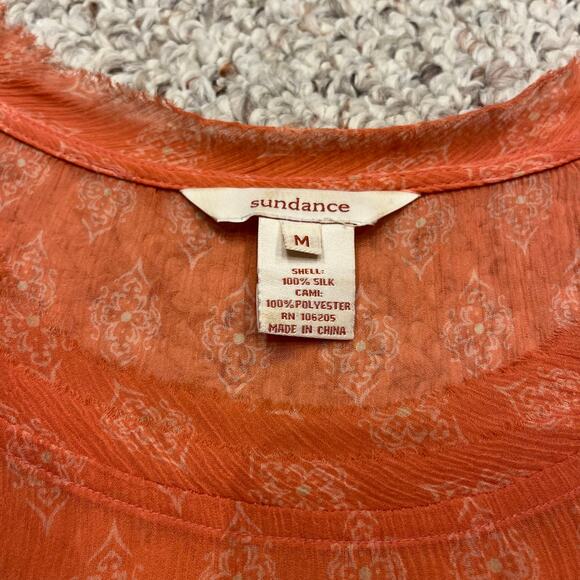 sundance
M
SHELL:
100% SILK
CAMI:
100% POLYESTER
RN 106205
MADE IN CHINA